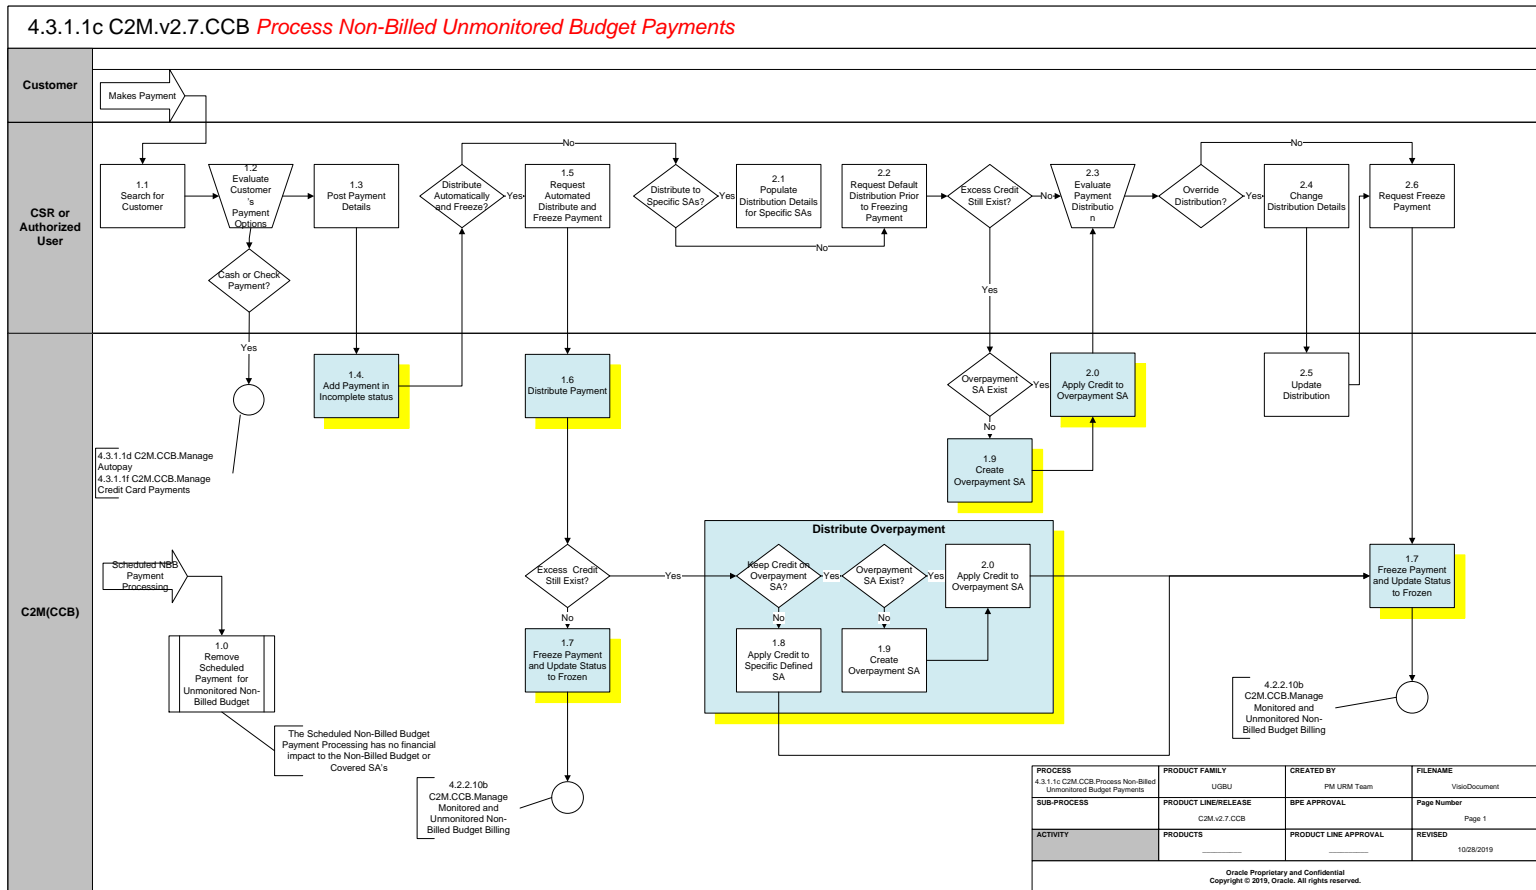 4.3.1.1c C2M.v2.7.CCB Process Non-Billed Unmonitored Budget Payments
Customer
Makes Payment
CSR or
Authorized
User
1.1
Search for
Customer
1.2
Evaluate
Customer
's
Payment
Options
1.3
Post Payment
Details
Cash or Check
Payment?
Yes
Distribute
Automatically
and Freeze?
No
Yes
1.5
Request
Automated
Distribute and
Freeze Payment
Distribute to
Specific SAs?
Yes
No
2.1
Populate
Distribution Details
for Specific SAs
2.2
Request Default
Distribution Prior
to Freezing
Payment
Excess Credit
Still Exist?
No
Yes
2.3
Evaluate
Payment
Distributio
n
Override
Distribution?
No
Yes
2.4
Change
Distribution Details
2.6
Request Freeze
Payment
C2M(CCB)
4.3.1.1d C2M.CCB.Manage
Autopay
4.3.1.1f C2M.CCB.Manage
Credit Card Payments
1.4.
Add Payment in
Incomplete status
1.6
Distribute Payment
Overpayment
SA Exist
Yes
No
2.0
Apply Credit to
Overpayment SA
1.9
Create
Overpayment SA
2.5
Update
Distribution
Scheduled NBB
Payment
Processing
1.0
Remove
Scheduled
Payment for
Unmonitored Non-
Billed Budget
The Scheduled Non-Billed Budget
Payment Processing has no financial
impact to the Non-Billed Budget or
Covered SA's
Excess Credit
Still Exist?
Yes
No
1.7
Freeze Payment
and Update Status
to Frozen
4.2.2.10b
C2M.CCB.Manage
Monitored and
Unmonitored Non-
Billed Budget Billing
Distribute Overpayment
Keep Credit on
Overpayment
SA?
Yes
No
Overpayment
SA Exist?
Yes
No
2.0
Apply Credit to
Overpayment SA
1.8
Apply Credit to
Specific Defined
SA
1.9
Create
Overpayment SA
1.7
Freeze Payment
and Update Status
to Frozen
4.2.2.10b
C2M.CCB.Manage
Monitored and
Unmonitored Non-
Billed Budget Billing
PROCESS
4.3.1.1c C2M.CCB.Process Non-Billed
Unmonitored Budget Payments
PRODUCT FAMILY
UGBU
CREATED BY
PM URM Team
FILENAME
VisioDocument
SUB-PROCESS
PRODUCT LINE/RELEASE
C2M.v2.7.CCB
BPE APPROVAL
Page Number
Page 1
ACTIVITY
PRODUCTS
PRODUCT LINE APPROVAL
REVISED
10/28/2019
Oracle Proprietary and Confidential
Copyright © 2019, Oracle. All rights reserved.